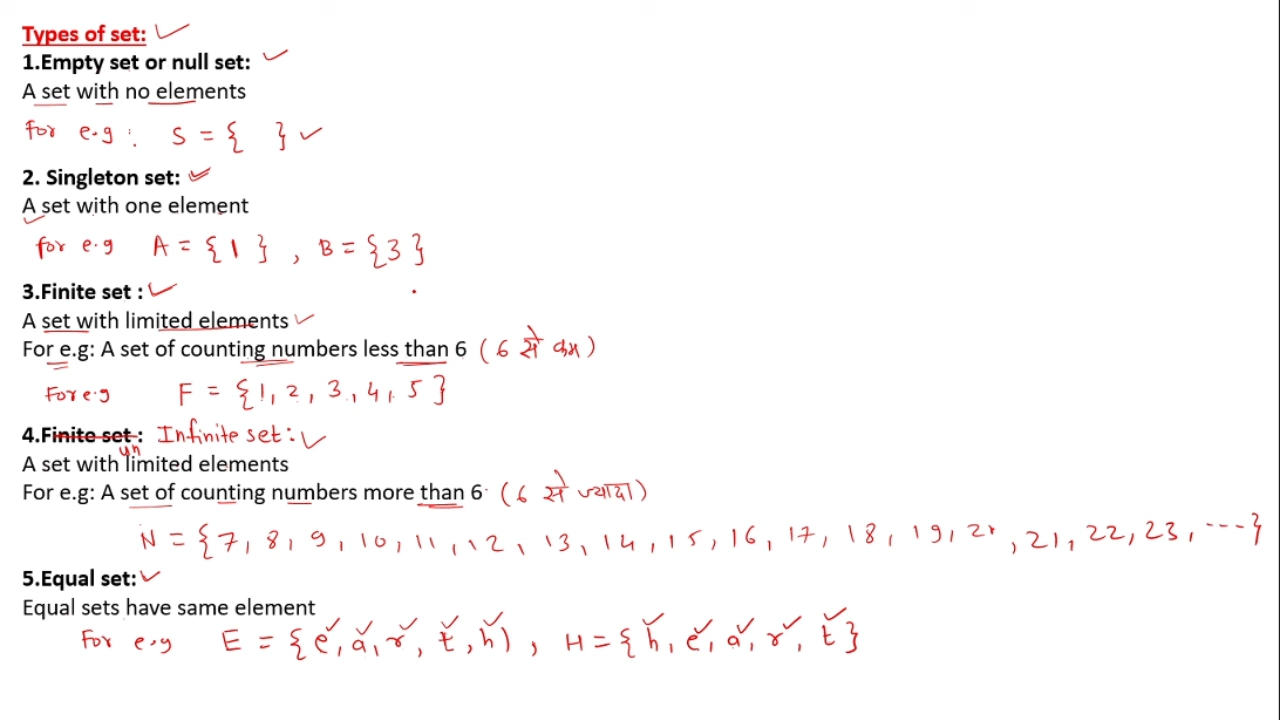 Types of set:
1.Empty set or null set:
A set with no elements
For e.g : S = { }
2. Singleton set:
A set with one element
for e.g A = { 1 } , B = {3}
3.Finite set :
A set with limited elements
For e.g: A set of counting numbers less than 6 ( 6 से कम )
For e.g F = {1, 2, 3, 4, 5 }
4.Finite set : Infinite set:
A set with unlimited elements
For e.g: A set of counting numbers more than 6 ( 6 से ज्यादा )
N = {7, 8, 9, 10, 11, 12, 13, 14, 15, 16, 17, 18, 19, 20, 21, 22, 23, ----}
5.Equal set:
Equal sets have same element
For e.g E = {e, a, r, t, h) , H = {h, e, a, r, t}